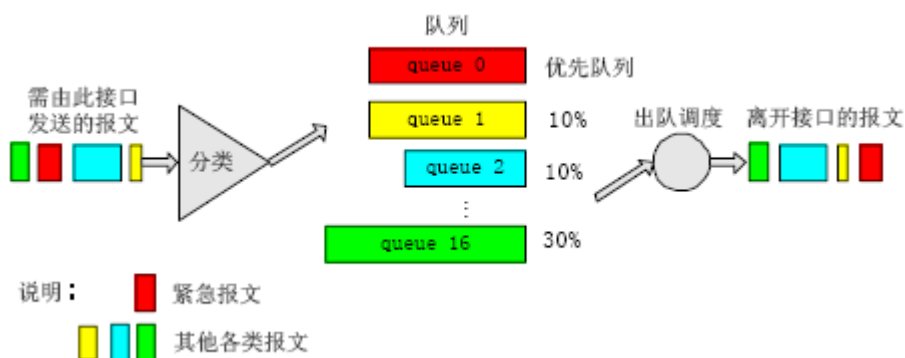 队列
queue 0
优先队列
需由此接口
发送的报文
queue 1
10%
出队调度
离开接口的报文
分类
queue 2
10%
⋮
queue 16
30%
说明：
紧急报文
其他各类报文